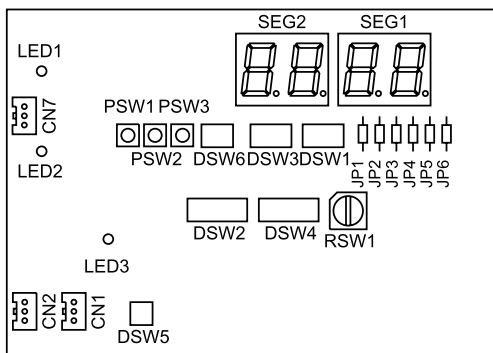 SEG2 SEG1
LED1
CN7
PSW1 PSW3
PSW2 DSW6 DSW3 DSW1
LED2
JP1 JP2 JP3 JP4 JP5 JP6
DSW2 DSW4 RSW1
LED3
CN2 CN1
DSW5